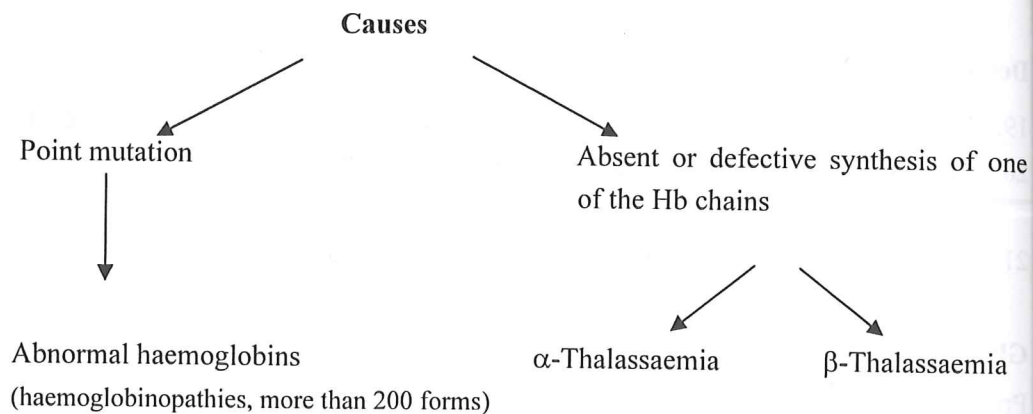 Causes
Point mutation
Absent or defective synthesis of one
of the Hb chains
Abnormal haemoglobins
(haemoglobinopathies, more than 200 forms)
α-Thalassaemia
β-Thalassaemia